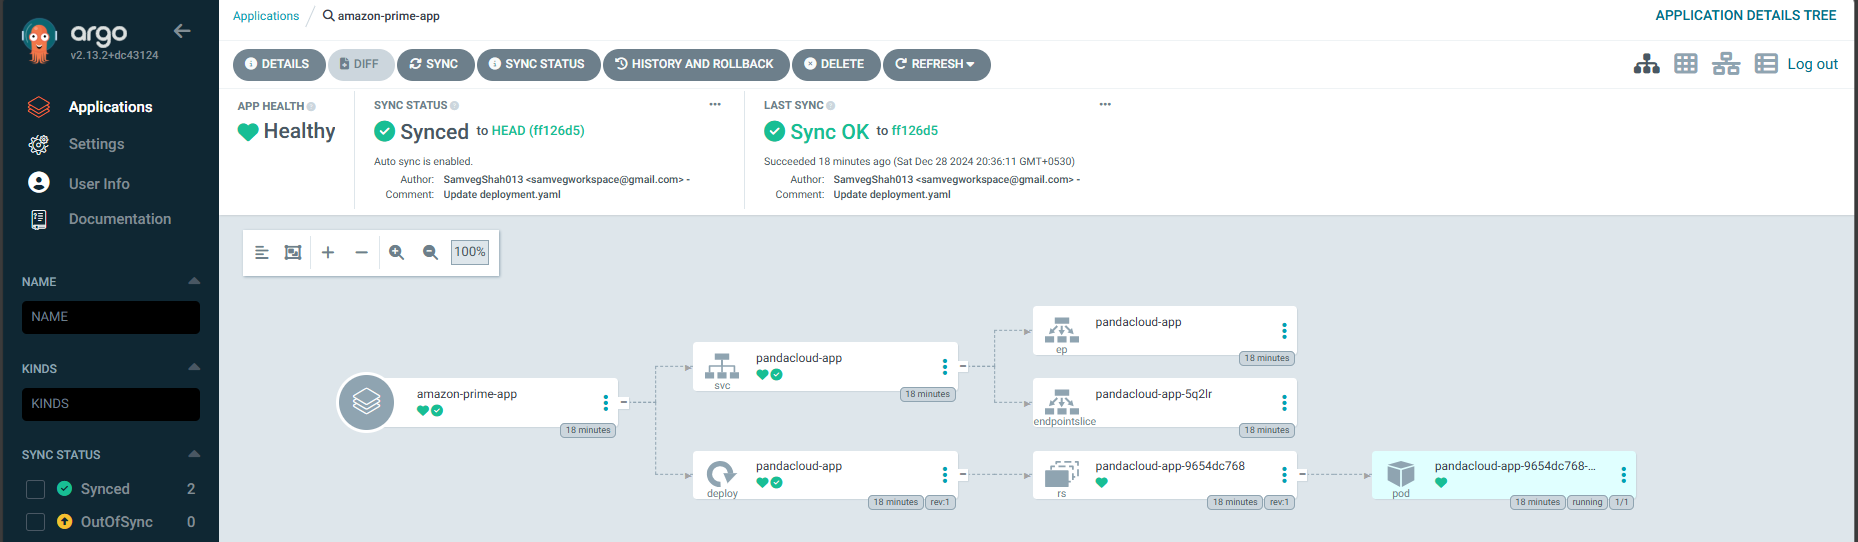 argo
v2.13.2+dc43124
Applications
Settings
User Info
Documentation
NAME
NAME
KINDS
KINDS
SYNC STATUS
Synced 2
OutOfSync 0
Applications / amazon-prime-app
APPLICATION DETAILS TREE
DETAILS DIFF SYNC SYNC STATUS HISTORY AND ROLLBACK DELETE REFRESH
Log out
APP HEALTH
Healthy
SYNC STATUS
Synced to HEAD (ff126d5)
Auto sync is enabled.
Author: SamvegShah013 <samvegworkspace@gmail.com> -
Comment: Update deployment.yaml
LAST SYNC
Sync OK to ff126d5
Succeeded 18 minutes ago (Sat Dec 28 2024 20:36:11 GMT+0530)
Author: SamvegShah013 <samvegworkspace@gmail.com> -
Comment: Update deployment.yaml
100%
amazon-prime-app
18 minutes
pandacloud-app
svc
18 minutes
pandacloud-app
deploy
18 minutes rev:1
pandacloud-app
ep
18 minutes
pandacloud-app-5q2lr
endpointslice
18 minutes
pandacloud-app-9654dc768
rs
18 minutes rev:1
pandacloud-app-9654dc768-...
pod
18 minutes running 1/1